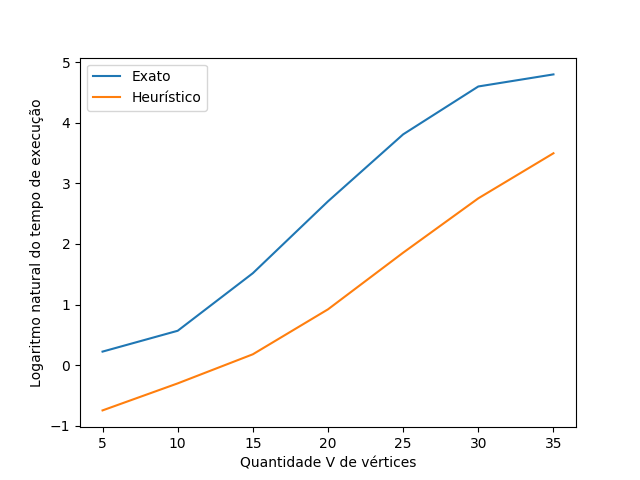 Exato
Heurístico
5
4
3
2
1
0
−1
Logaritmo natural do tempo de execução
5 10 15 20 25 30 35
Quantidade V de vértices